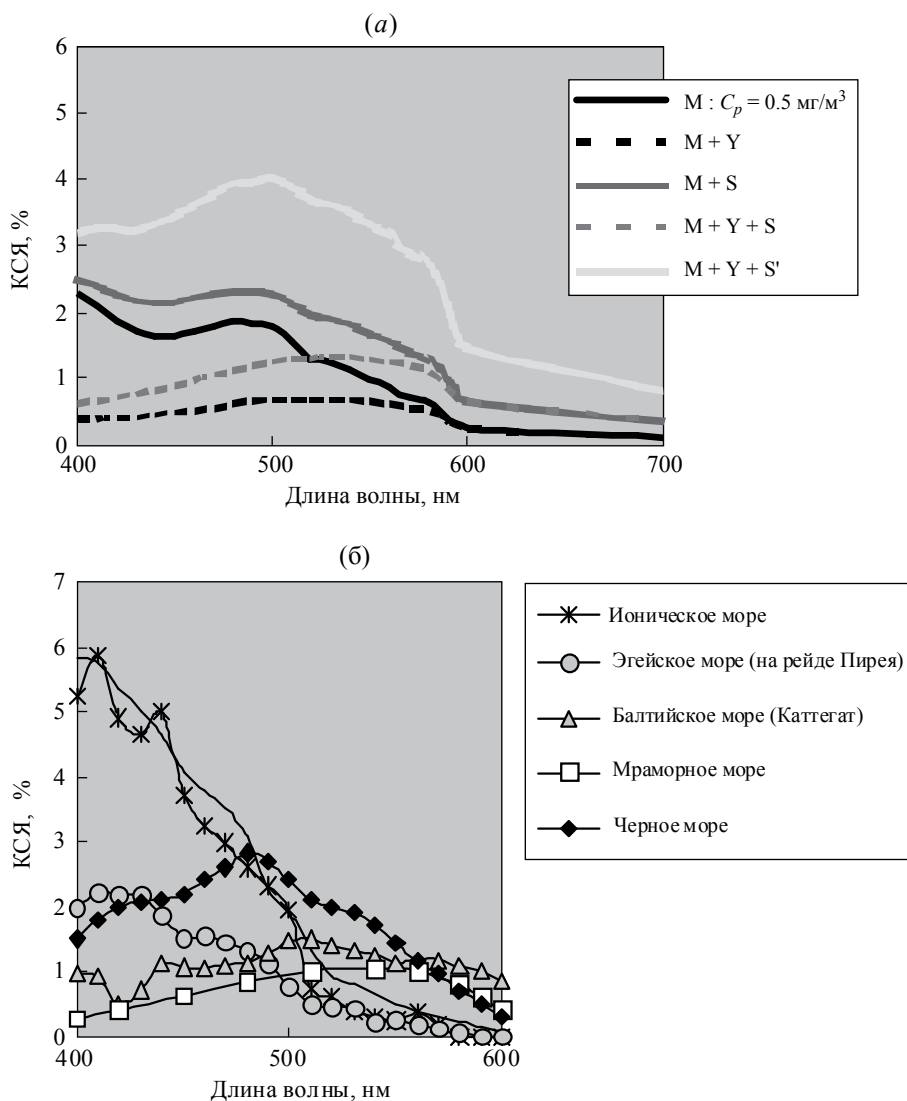 (а)
КСЯ, %
6
5
4
3
2
1
0
400
500
600
700
Длина волны, нм
M : Cp = 0.5 мг/м³
M + Y
M + S
M + Y + S
M + Y + S'
(б)
КСЯ, %
7
6
5
4
3
2
1
0
400
500
600
Длина волны, нм
Ионическое море
Эгейское море (на рейде Пирея)
Балтийское море (Каттегат)
Мраморное море
Черное море